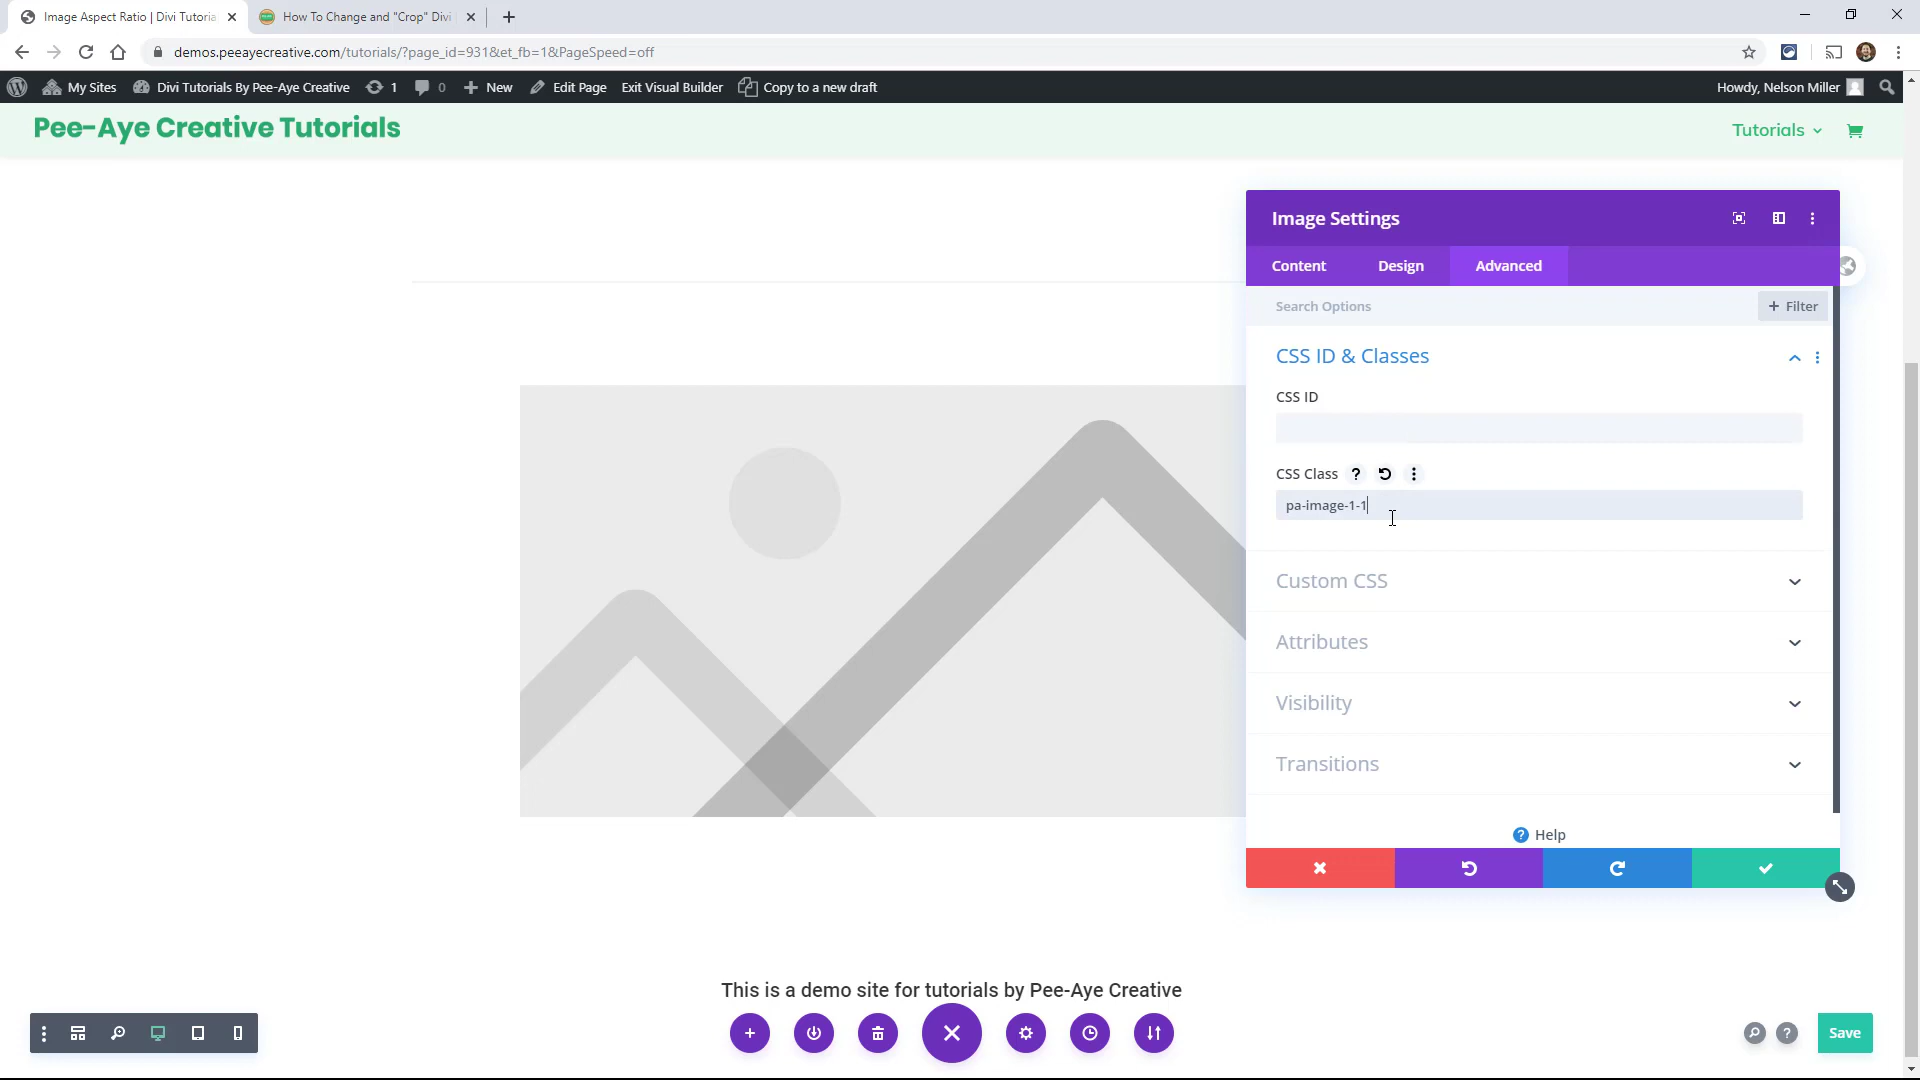 Image Aspect Ratio | Divi Tutoria
How To Change and "Crop" Divi
demos.peeayecreative.com/tutorials/?page_id=931&et_fb=1&PageSpeed=off
My Sites
Divi Tutorials By Pee-Aye Creative
1
0
New
Edit Page
Exit Visual Builder
Copy to a new draft
Howdy, Nelson Miller
Pee-Aye Creative Tutorials
Tutorials
Image Settings
Content
Design
Advanced
Search Options
+ Filter
CSS ID & Classes
CSS ID
CSS Class
pa-image-1-1
Custom CSS
Attributes
Visibility
Transitions
Help
This is a demo site for tutorials by Pee-Aye Creative
Save